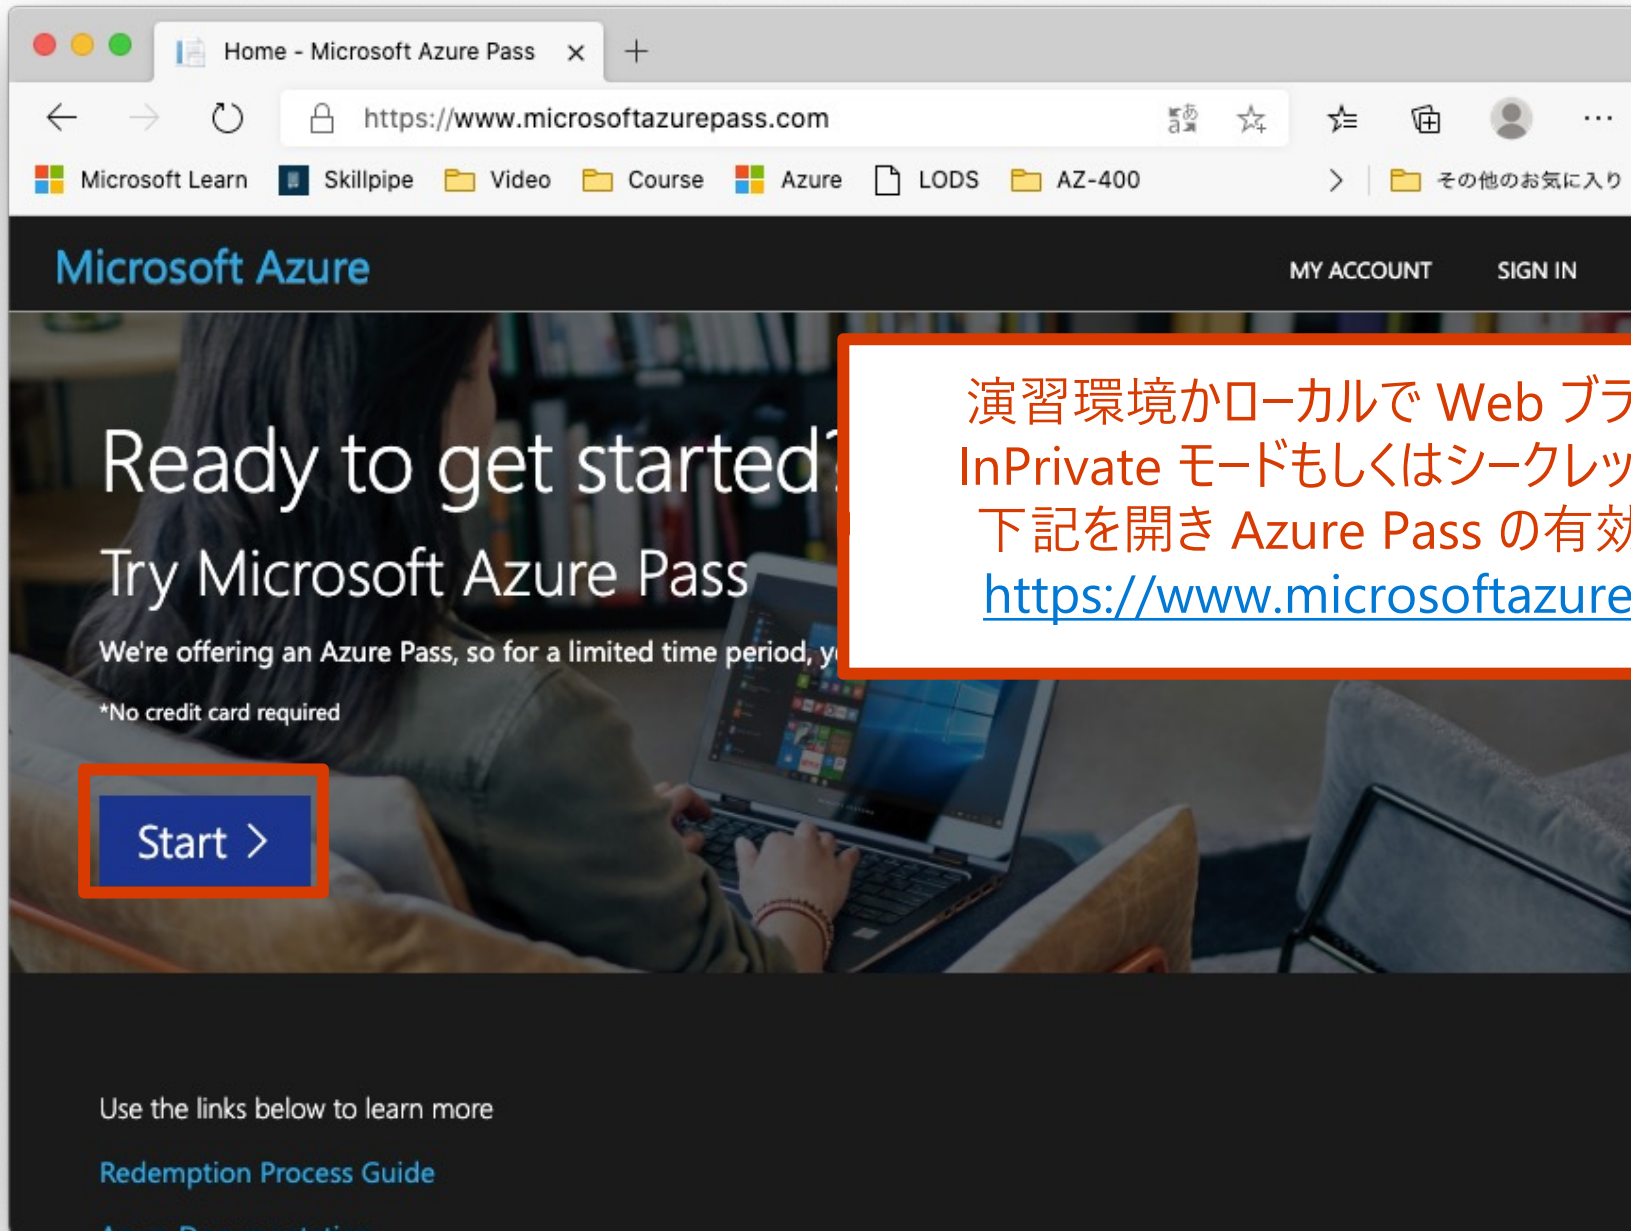 Home - Microsoft Azure Pass
https://www.microsoftazurepass.com
Microsoft Learn Skillpipe Video Course Azure LODS AZ-400 その他のお気に入り
Microsoft Azure
MY ACCOUNT SIGN IN
演習環境かローカルで Web ブラ
InPrivate モードもしくはシークレッ
下記を開き Azure Pass の有効
https://www.microsoftazure
Ready to get started?
Try Microsoft Azure Pass
We're offering an Azure Pass, so for a limited time period,
*No credit card required
Start >
Use the links below to learn more
Redemption Process Guide